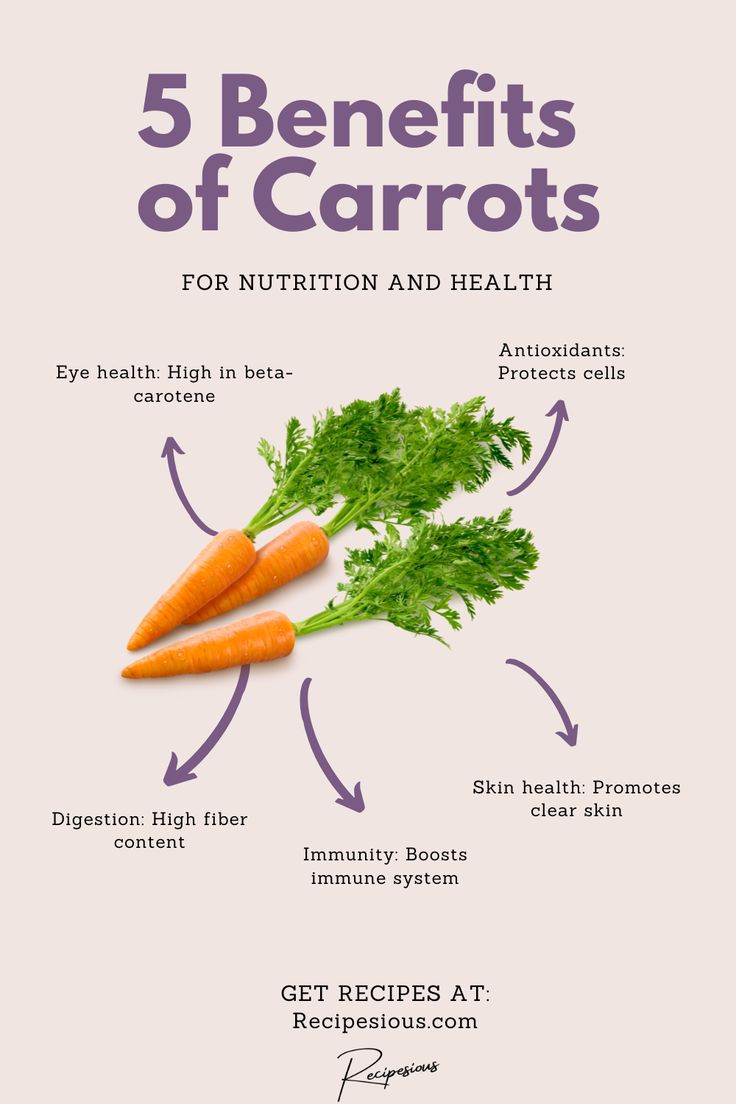 5 Benefits
of Carrots
FOR NUTRITION AND HEALTH
Eye health: High in beta-
carotene
Antioxidants:
Protects cells
Digestion: High fiber
content
Immunity: Boosts
immune system
Skin health: Promotes
clear skin
GET RECIPES AT:
Recipesious.com
Recipesious